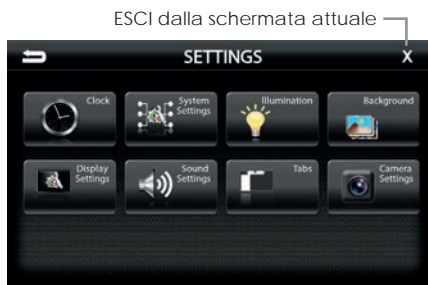 ESCI dalla schermata attuale
SETTINGS X
Clock
System
Settings
Illumination
Background
Display
Settings
Sound
Settings
Tabs
Camera
Settings